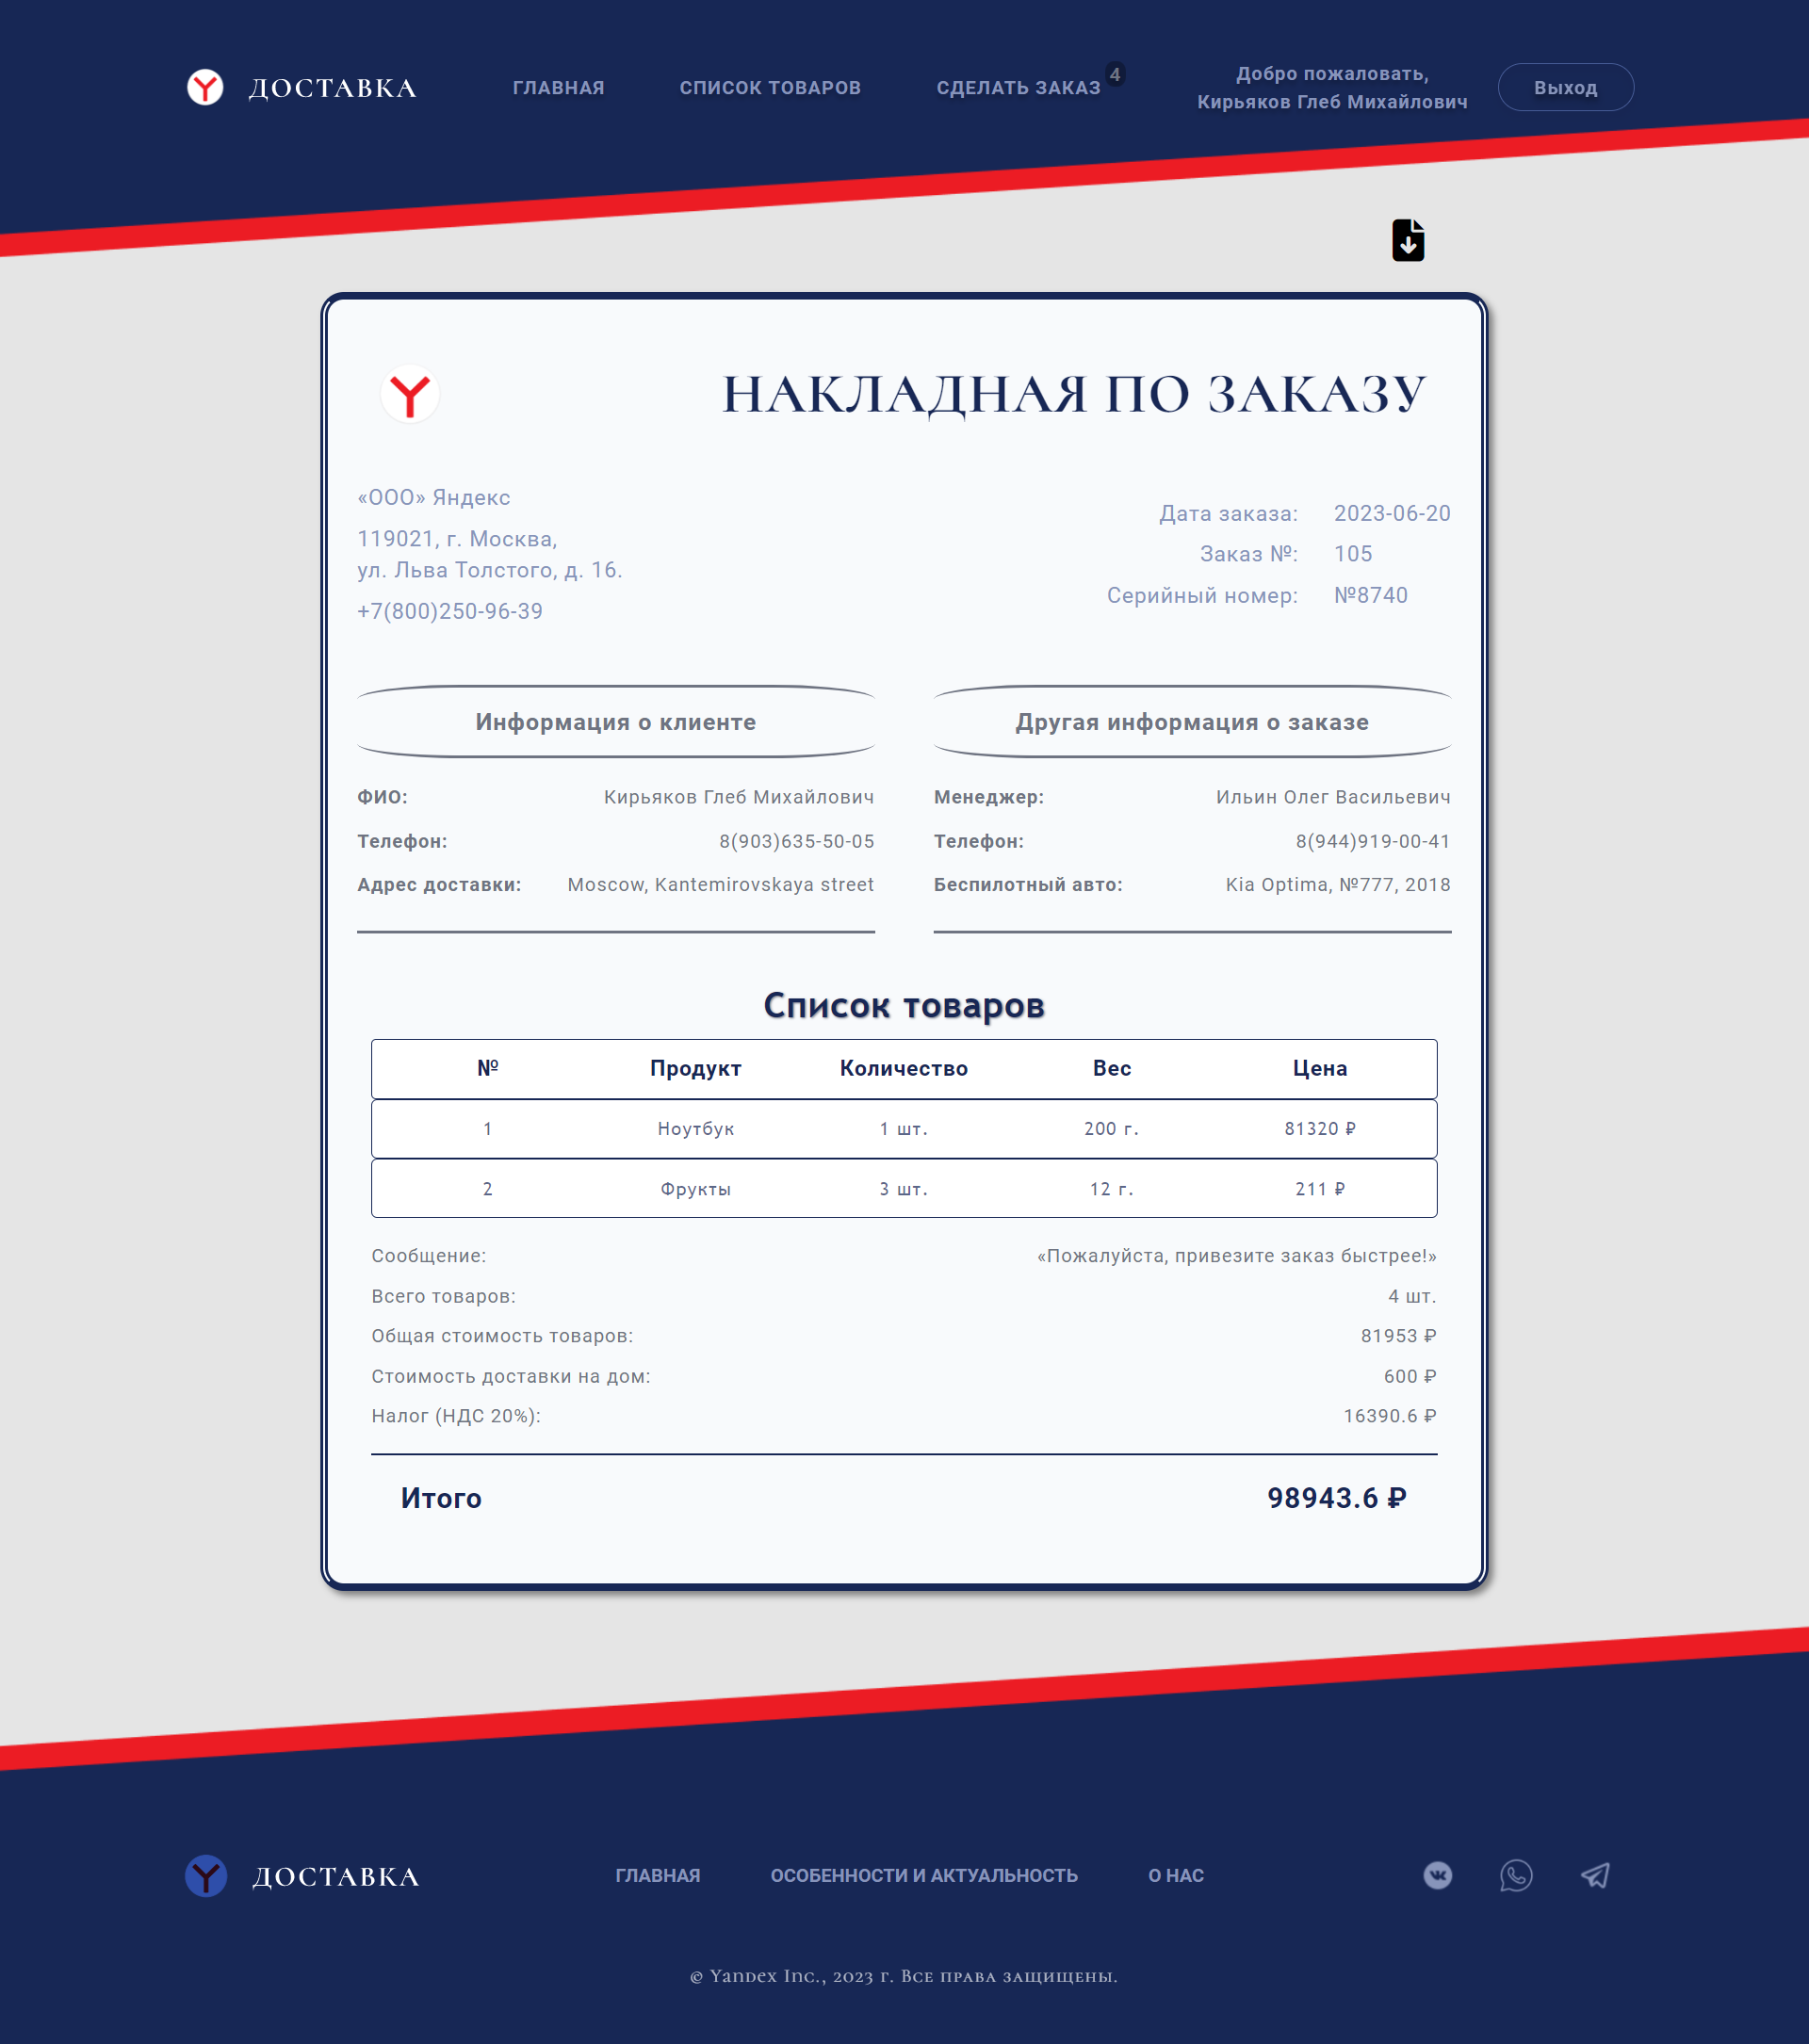 ДОСТАВКА
ГЛАВНАЯ
СПИСОК ТОВАРОВ
СДЕЛАТЬ ЗАКАЗ 4
Добро пожаловать,
Кирьяков Глеб Михайлович
Выход
НАКЛАДНАЯ ПО ЗАКАЗУ
«ООО» Яндекс
119021, г. Москва,
ул. Льва Толстого, д. 16.
+7(800)250-96-39
Дата заказа: 2023-06-20
Заказ №: 105
Серийный номер: №8740
Информация о клиенте
ФИО: Кирьяков Глеб Михайлович
Телефон: 8(903)635-50-05
Адрес доставки: Moscow, Kantemirovskaya street
Другая информация о заказе
Менеджер: Ильин Олег Васильевич
Телефон: 8(944)919-00-41
Беспилотный авто: Kia Optima, №777, 2018
Список товаров
№ Продукт Количество Вес Цена
1 Ноутбук 1 шт. 200 г. 81320 ₽
2 Фрукты 3 шт. 12 г. 211 ₽
Сообщение: «Пожалуйста, привезите заказ быстрее!»
Всего товаров: 4 шт.
Общая стоимость товаров: 81953 ₽
Стоимость доставки на дом: 600 ₽
Налог (НДС 20%): 16390.6 ₽
Итого 98943.6 ₽
ДОСТАВКА
ГЛАВНАЯ
ОСОБЕННОСТИ И АКТУАЛЬНОСТЬ
О НАС
© Yandex Inc., 2023 г. Все права защищены.